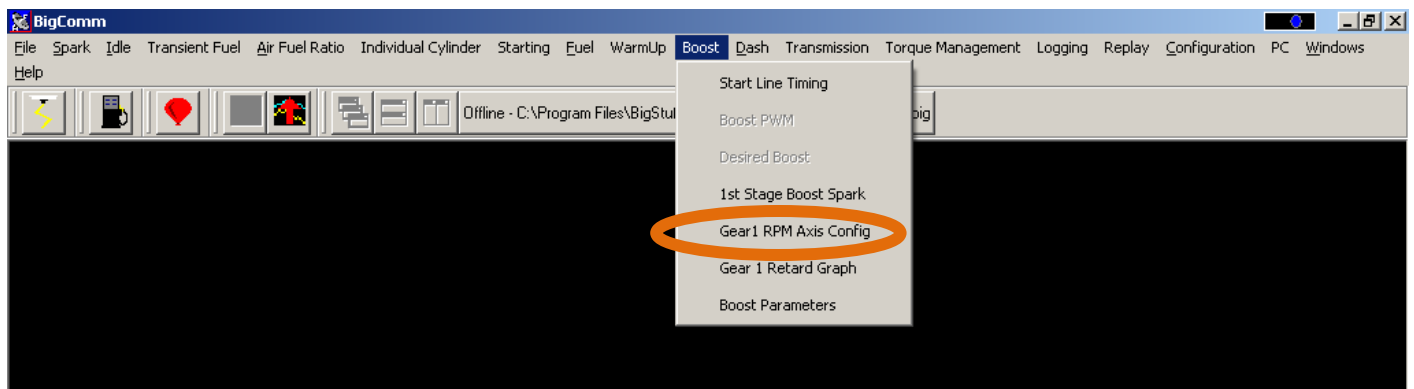 BigComm
File Spark Idle Transient Fuel Air Fuel Ratio Individual Cylinder Starting Fuel WarmUp Boost Dash Transmission Torque Management Logging Replay Configuration PC Windows
Help
Offline - C:\Program Files\BigStu
big
Start Line Timing
Boost PWM
Desired Boost
1st Stage Boost Spark
Gear1 RPM Axis Config
Gear 1 Retard Graph
Boost Parameters